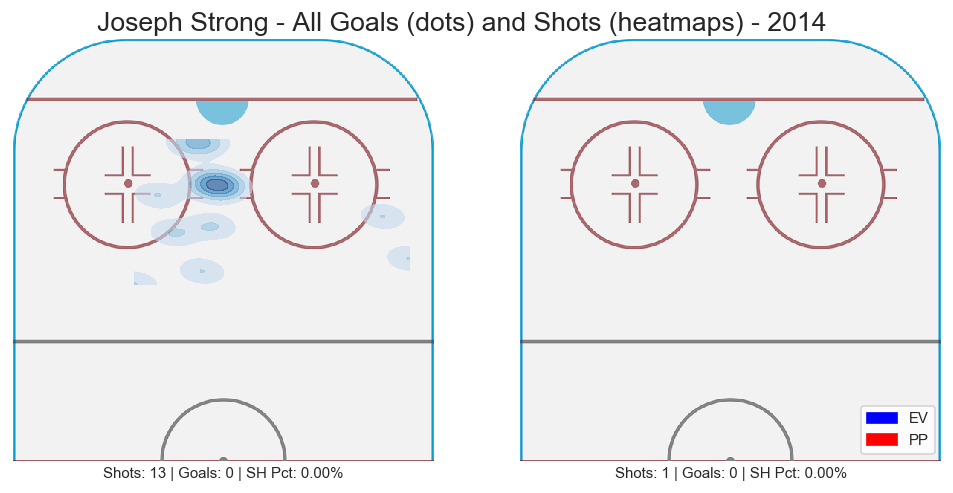 Joseph Strong - All Goals (dots) and Shots (heatmaps) - 2014
EV
PP
Shots: 13 | Goals: 0 | SH Pct: 0.00%
Shots: 1 | Goals: 0 | SH Pct: 0.00%